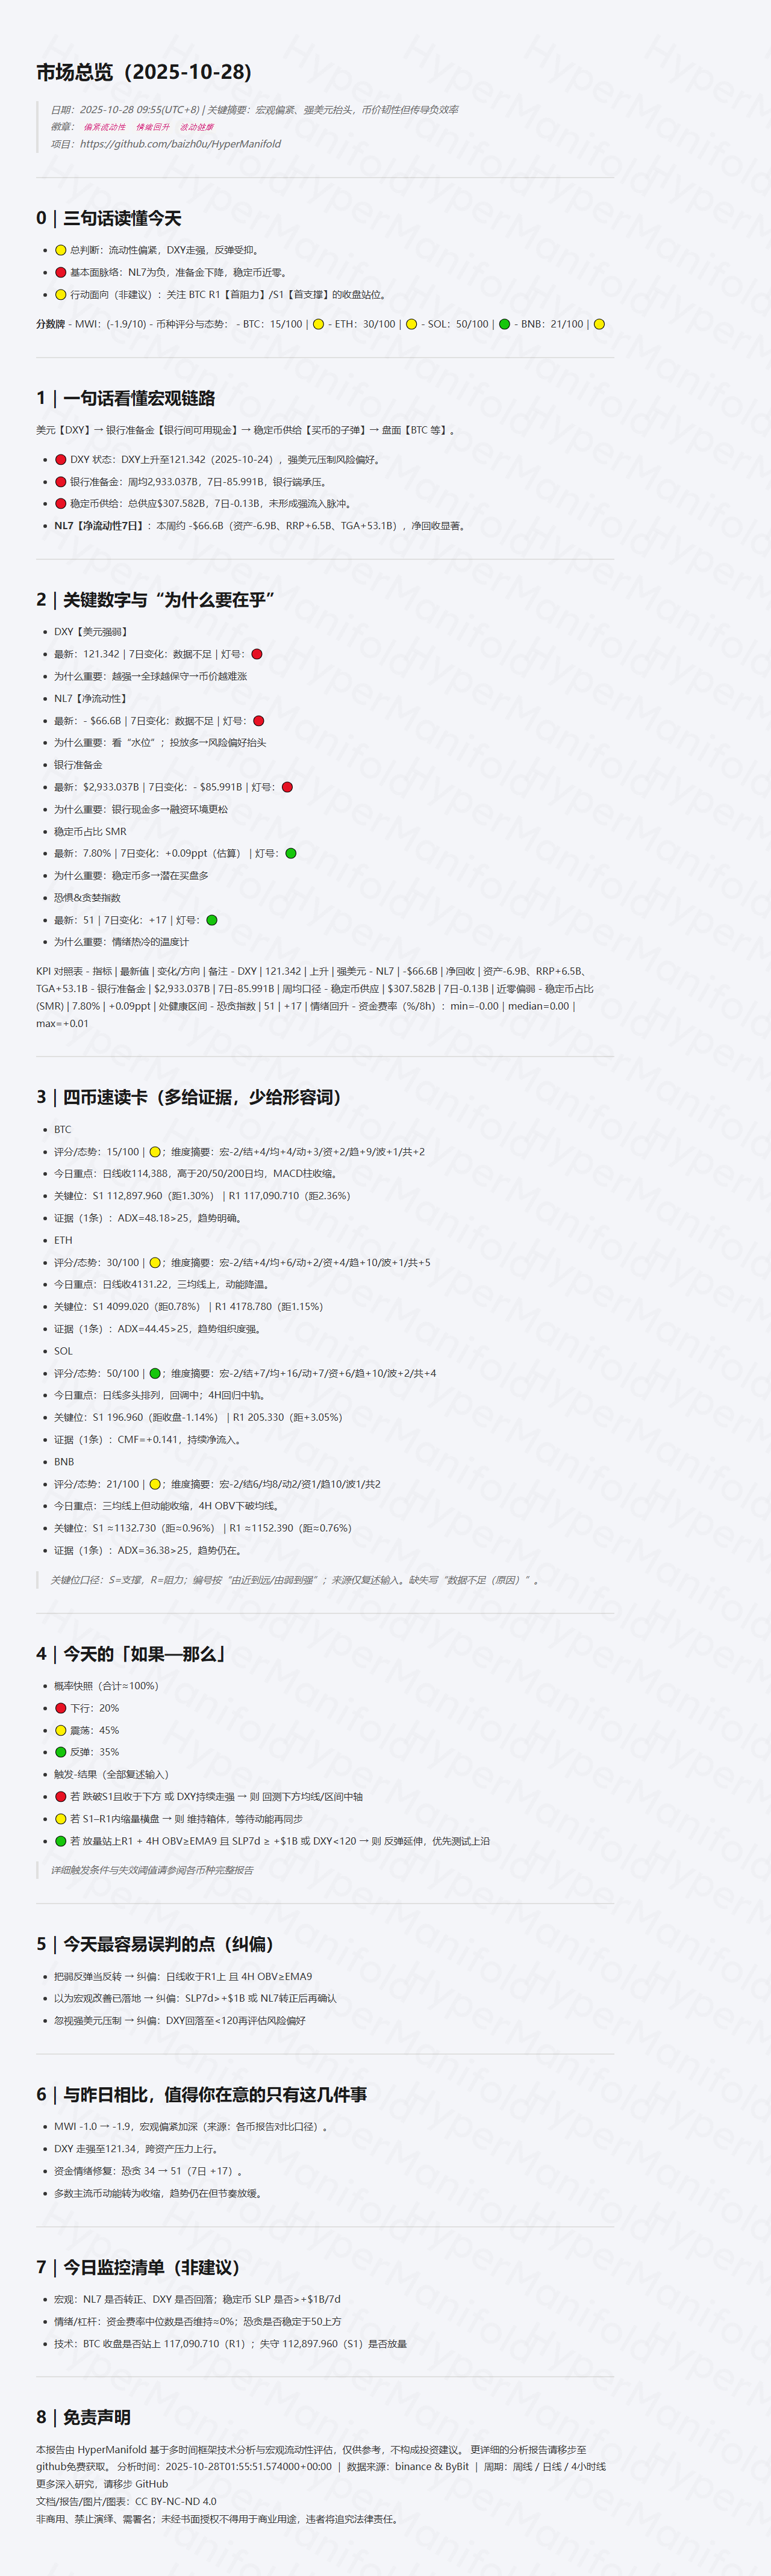 市场总览（2025-10-28)
日期：2025-10-28 09:55(UTC+8) | 关键摘要：宏观偏紧、强美元抬头，币价韧性但传导负效率
徽章： 偏紧流动性 情绪回升 波动健康
项目：https://github.com/baizh0u/HyperManifold
0｜三句话读懂今天
🟡 总判断：流动性偏紧，DXY走强，反弹受抑。
🔴 基本面脉络：NL7为负，准备金下降，稳定币近零。
🟡 行动面向（非建议）：关注 BTC R1【首阻力】/S1【首支撑】的收盘站位。
分数牌 - MWI：(-1.9/10) - 币种评分与态势： - BTC：15/100｜🟡 - ETH：30/100｜🟡 - SOL：50/100｜🟢 - BNB：21/100｜🟡
1｜一句话看懂宏观链路
美元【DXY】→ 银行准备金【银行间可用现金】→ 稳定币供给【买币的子弹】→ 盘面【BTC 等】。
🔴 DXY 状态：DXY上升至121.342（2025-10-24），强美元压制风险偏好。
🔴 银行准备金：周均2,933.037B，7日-85.991B，银行端承压。
🔴 稳定币供给：总供应$307.582B，7日-0.13B，未形成强流入脉冲。
NL7【净流动性7日】：本周约 -$66.6B（资产-6.9B、RRP+6.5B、TGA+53.1B），净回收显著。
2｜关键数字与“为什么要在乎”
DXY【美元强弱】
最新：121.342｜7日变化：数据不足｜灯号：🔴
为什么重要：越强→全球越保守→币价越难涨
NL7【净流动性】
最新：- $66.6B｜7日变化：数据不足｜灯号：🔴
为什么重要：看“水位”；投放多→风险偏好抬头
银行准备金
最新：$2,933.037B｜7日变化：- $85.991B｜灯号：🔴
为什么重要：银行现金多→融资环境更松
稳定币占比 SMR
最新：7.80%｜7日变化：+0.09ppt（估算）｜灯号：🟢
为什么重要：稳定币多→潜在买盘多
恐惧&贪婪指数
最新：51｜7日变化：+17｜灯号：🟢
为什么重要：情绪热冷的温度计
KPI 对照表 - 指标 | 最新值 | 变化/方向 | 备注 - DXY | 121.342 | 上升 | 强美元 - NL7 | -$66.6B | 净回收 | 资产-6.9B、RRP+6.5B、
TGA+53.1B - 银行准备金 | $2,933.037B | 7日-85.991B | 周均口径 - 稳定币供应 | $307.582B | 7日-0.13B | 近零偏弱 - 稳定币占比
(SMR) | 7.80% | +0.09ppt | 处健康区间 - 恐贪指数 | 51 | +17 | 情绪回升 - 资金费率（%/8h）：min=-0.00｜median=0.00｜
max=+0.01
3｜四币速读卡（多给证据，少给形容词）
BTC
评分/态势：15/100｜🟡；维度摘要：宏-2/结+4/均+4/动+3/资+2/趋+9/波+1/共+2
今日重点：日线收114,388，高于20/50/200日均，MACD柱收缩。
关键位：S1 112,897.960（距1.30%）｜R1 117,090.710（距2.36%）
证据（1条）：ADX=48.18>25，趋势明确。
ETH
评分/态势：30/100｜🟡；维度摘要：宏-2/结+4/均+6/动+2/资+4/趋+10/波+1/共+5
今日重点：日线收4131.22，三均线上，动能降温。
关键位：S1 4099.020（距0.78%）｜R1 4178.780（距1.15%）
证据（1条）：ADX=44.45>25，趋势组织度强。
SOL
评分/态势：50/100｜🟢；维度摘要：宏-2/结+7/均+16/动+7/资+6/趋+10/波+2/共+4
今日重点：日线多头排列，回调中；4H回归中轨。
关键位：S1 196.960（距收盘-1.14%）｜R1 205.330（距+3.05%）
证据（1条）：CMF=+0.141，持续净流入。
BNB
评分/态势：21/100｜🟡；维度摘要：宏-2/结6/均8/动2/资1/趋10/波1/共2
今日重点：三均线上但动能收缩，4H OBV下破均线。
关键位：S1 ≈1132.730（距≈0.96%）｜R1 ≈1152.390（距≈0.76%）
证据（1条）：ADX=36.38>25，趋势仍在。
关键位口径：S=支撑，R=阻力；编号按“由近到远/由弱到强”；来源仅复述输入。缺失写“数据不足（原因）”。
4｜今天的「如果—那么」
概率快照（合计≈100%）
🔴 下行：20%
🟡 震荡：45%
🟢 反弹：35%
触发-结果（全部复述输入）
🔴 若 跌破S1且收于下方 或 DXY持续走强 → 则 回测下方均线/区间中轴
🟡 若 S1–R1内缩量横盘 → 则 维持箱体，等待动能再同步
🟢 若 放量站上R1 + 4H OBV≥EMA9 且 SLP7d ≥ +$1B 或 DXY<120 → 则 反弹延伸，优先测试上沿
详细触发条件与失效阈值请参阅各币种完整报告
5｜今天最容易误判的点（纠偏）
把弱反弹当反转 → 纠偏：日线收于R1上 且 4H OBV≥EMA9
以为宏观改善已落地 → 纠偏：SLP7d>+$1B 或 NL7转正后再确认
忽视强美元压制 → 纠偏：DXY回落至<120再评估风险偏好
6｜与昨日相比，值得你在意的只有这几件事
MWI -1.0 → -1.9，宏观偏紧加深（来源：各币报告对比口径）。
DXY 走强至121.34，跨资产压力上行。
资金情绪修复：恐贪 34 → 51（7日 +17）。
多数主流币动能转为收缩，趋势仍在但节奏放缓。
7｜今日监控清单（非建议）
宏观：NL7 是否转正、DXY 是否回落；稳定币 SLP 是否>+$1B/7d
情绪/杠杆：资金费率中位数是否维持≈0%；恐贪是否稳定于50上方
技术：BTC 收盘是否站上 117,090.710（R1）；失守 112,897.960（S1）是否放量
8｜免责声明
本报告由 HyperManifold 基于多时间框架技术分析与宏观流动性评估，仅供参考，不构成投资建议。 更详细的分析报告请移步至
github免费获取。 分析时间：2025-10-28T01:55:51.574000+00:00 ｜ 数据来源：binance & ByBit ｜ 周期：周线 / 日线 / 4小时线
更多深入研究，请移步 GitHub
文档/报告/图片/图表：CC BY-NC-ND 4.0
非商用、禁止演绎、需署名；未经书面授权不得用于商业用途，违者将追究法律责任。
HyperManifold